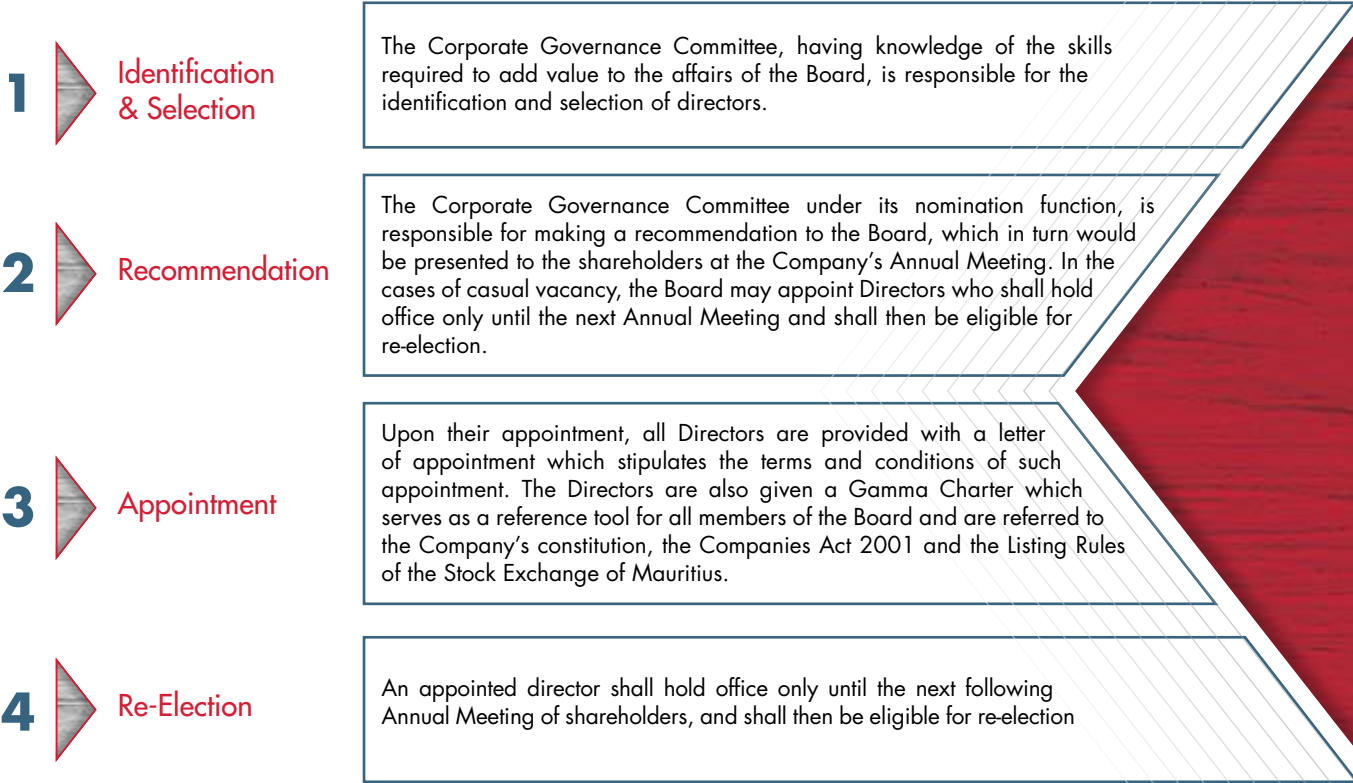 1
Identification
& Selection
The Corporate Governance Committee, having knowledge of the skills
required to add value to the affairs of the Board, is responsible for the
identification and selection of directors.
2
Recommendation
The Corporate Governance Committee under its nomination function, is
responsible for making a recommendation to the Board, which in turn would
be presented to the shareholders at the Company's Annual Meeting. In the
cases of casual vacancy, the Board may appoint Directors who shall hold
office only until the next Annual Meeting and shall then be eligible for
re-election.
3
Appointment
Upon their appointment, all Directors are provided with a letter
of appointment which stipulates the terms and conditions of such
appointment. The Directors are also given a Gamma Charter which
serves as a reference tool for all members of the Board and are referred to
the Company's constitution, the Companies Act 2001 and the Listing Rules
of the Stock Exchange of Mauritius.
4
Re-Election
An appointed director shall hold office only until the next following
Annual Meeting of shareholders, and shall then be eligible for re-election